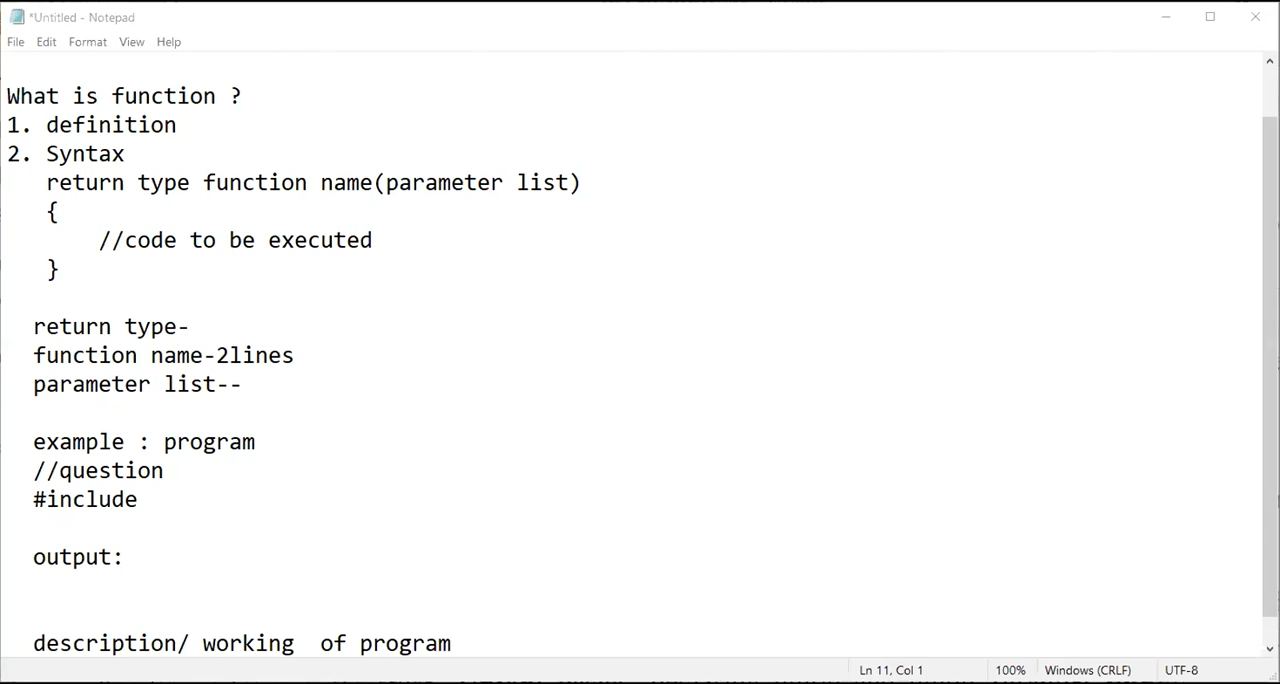 *Untitled - Notepad
File Edit Format View Help
What is function ?
1. definition
2. Syntax
return type function name(parameter list)
{
//code to be executed
}
return type-
function name-2lines
parameter list--
example : program
//question
#include
output:
description/ working  of program
Ln 11, Col 1 100% Windows (CRLF) UTF-8